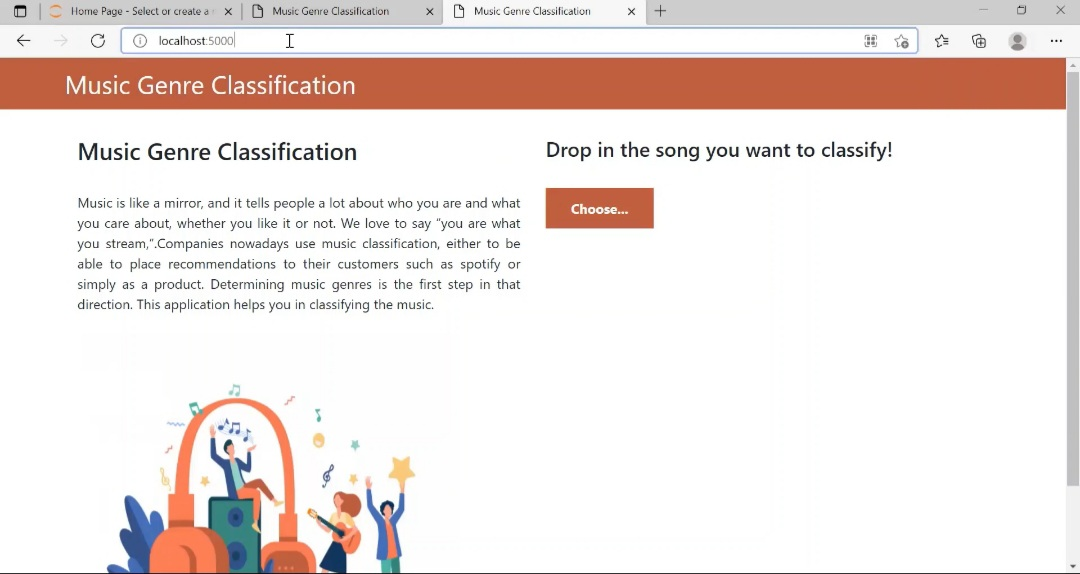 Home Page - Select or create a
Music Genre Classification
Music Genre Classification
localhost:5000
Music Genre Classification
Music Genre Classification
Music is like a mirror, and it tells people a lot about who you are and what
you care about, whether you like it or not. We love to say “you are what
you stream,”.Companies nowadays use music classification, either to be
able to place recommendations to their customers such as spotify or
simply as a product. Determining music genres is the first step in that
direction. This application helps you in classifying the music.
Drop in the song you want to classify!
Choose...